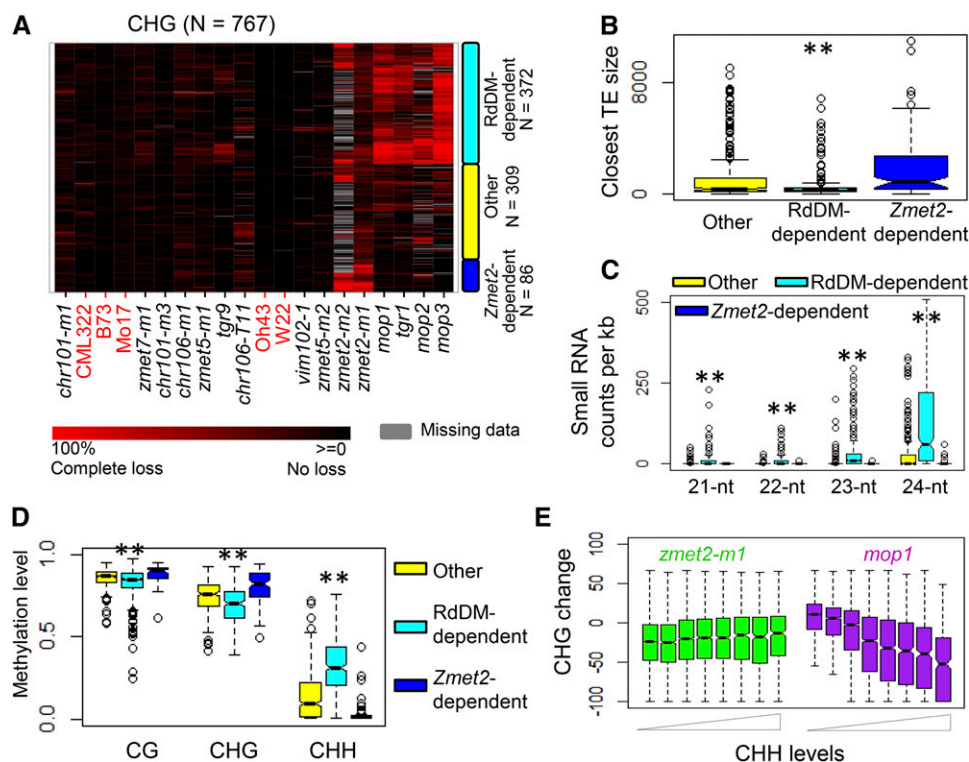 A
CHG (N = 767)
RdDM-
dependent
N = 372
Other
N = 309
Zmet2-
dependent
N = 86
chr101-m1
CML322
B73
Mo17
zmet7-m1
chr101-m3
chr106-m1
zmet5-m1
tgr9
chr106-T11
Oh43
W22
vim102-1
zmet5-m2
zmet2-m2
zmet2-m1
mop1
tgr1
mop2
mop3
100%
>=0
Complete loss
No loss
Missing data
B
Closest TE size
8000
0
**
Other
RdDM-
dependent
Zmet2-
dependent
C
Other
RdDM-dependent
Zmet2-dependent
Small RNA
counts per kb
500
250
0
**
**
**
**
21-nt
22-nt
23-nt
24-nt
D
Methylation level
1.0
0.5
0.0
**
**
**
CG
CHG
CHH
Other
RdDM-
dependent
Zmet2-
dependent
E
CHG change
100
50
0
-50
-100
zmet2-m1
mop1
CHH levels